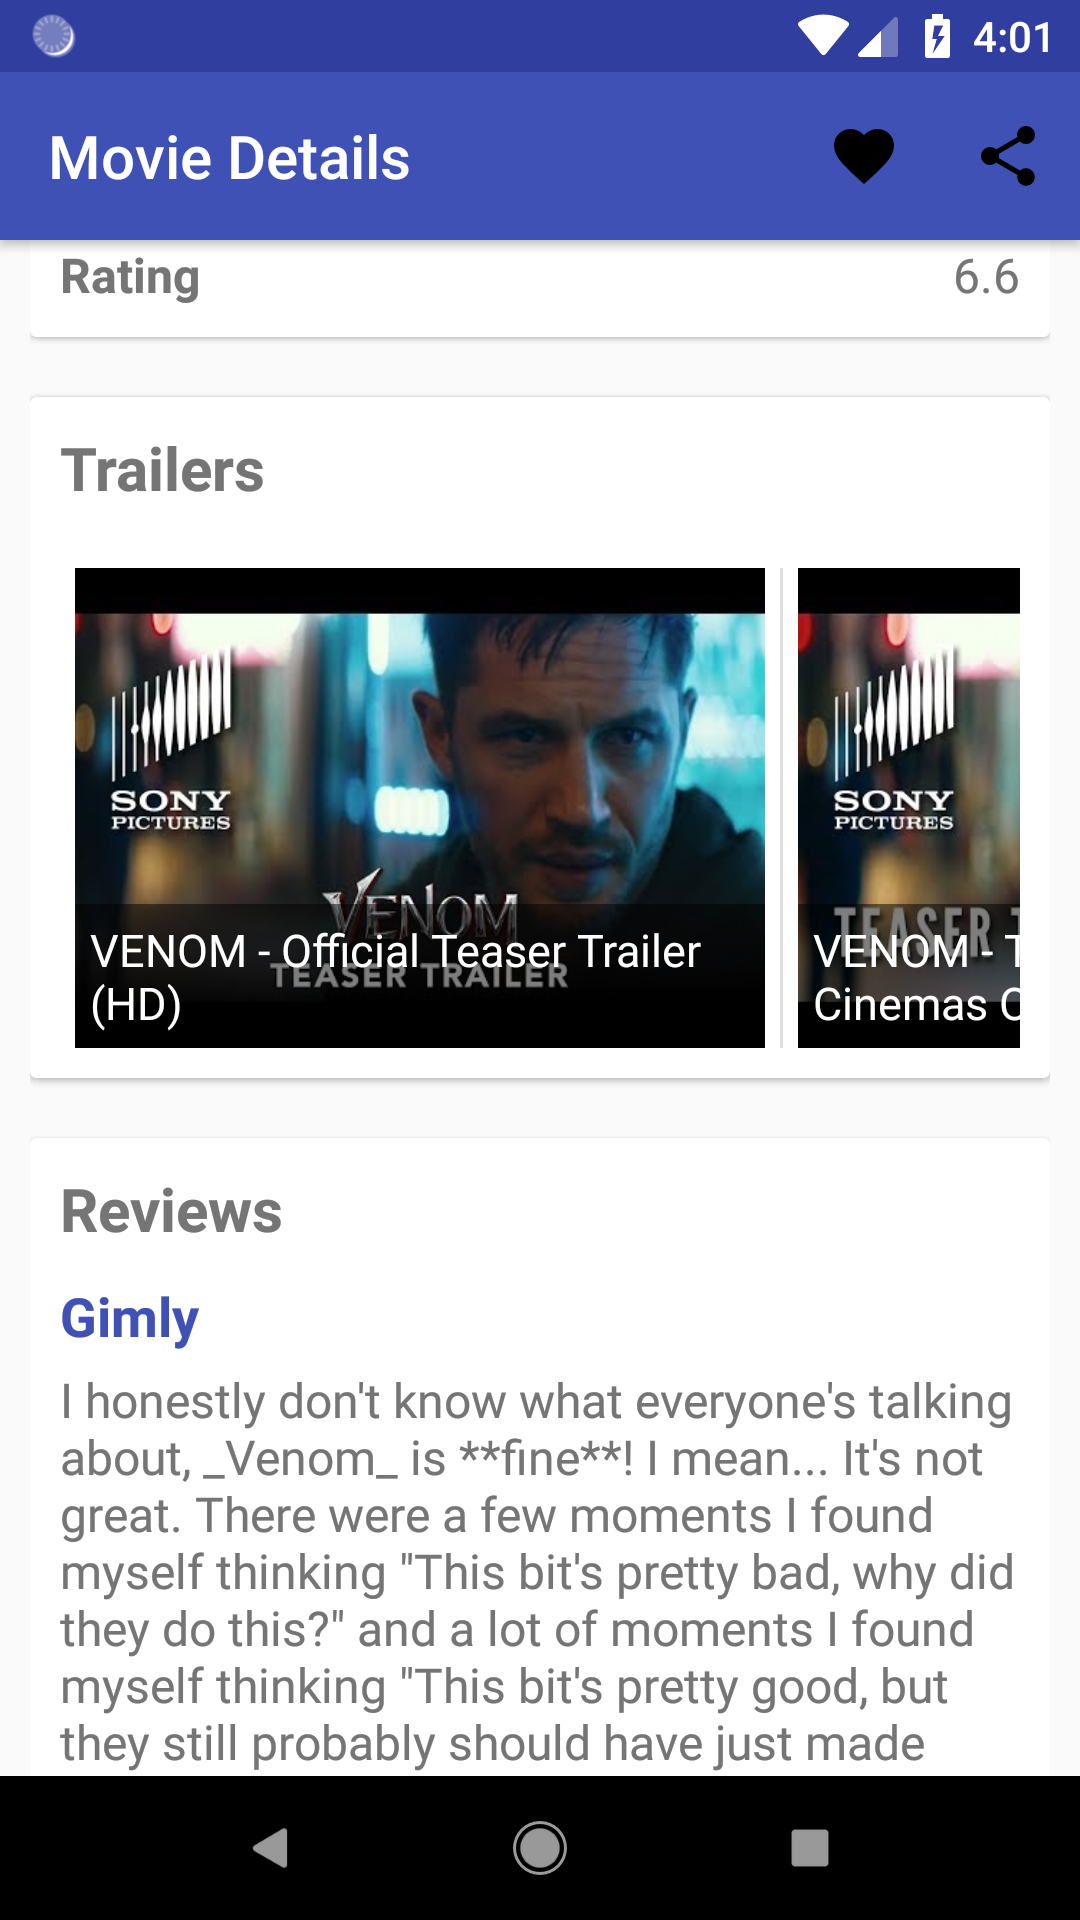 4:01
Movie Details
Rating 6.6
Trailers
SONY
PICTURES
VENOM
TEASER TRAILER
VENOM - Official Teaser Trailer
(HD)
SONY
PICTURES
TEASER
VENOM - T
Cinemas
Reviews
Gimly
I honestly don't know what everyone's talking
about, _Venom_ is **fine**! I mean... It's not
great. There were a few moments I found
myself thinking "This bit's pretty bad, why did
they do this?" and a lot of moments I found
myself thinking "This bit's pretty good, but
they still probably should have just made